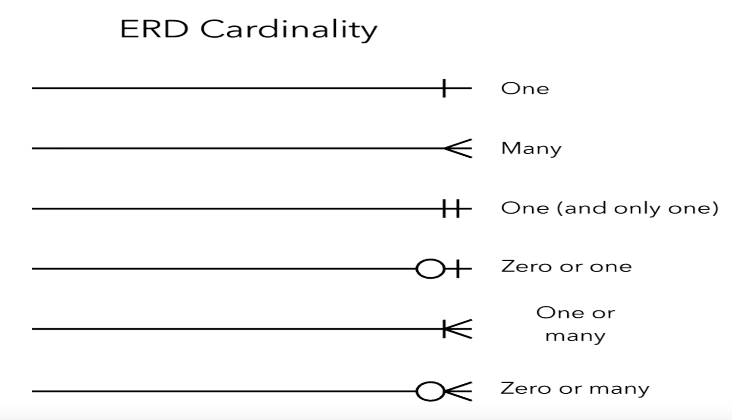 ERD Cardinality
One
Many
One (and only one)
Zero or one
One or
many
Zero or many